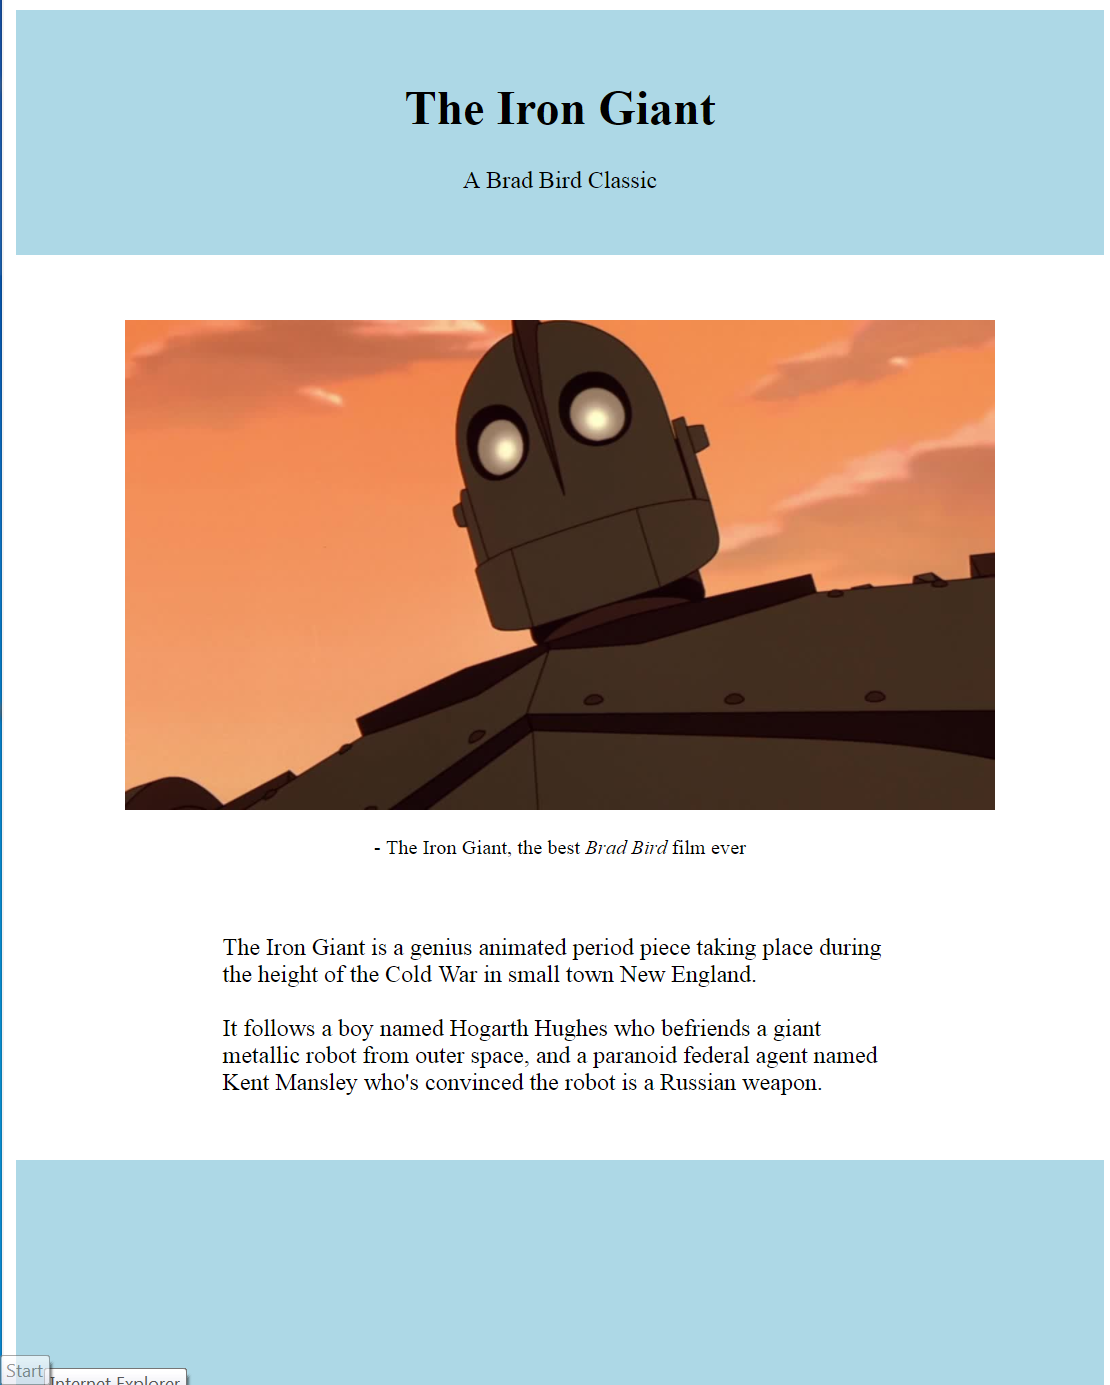 The Iron Giant
A Brad Bird Classic
- The Iron Giant, the best Brad Bird film ever
The Iron Giant is a genius animated period piece taking place during
the height of the Cold War in small town New England.
It follows a boy named Hogarth Hughes who befriends a giant
metallic robot from outer space, and a paranoid federal agent named
Kent Mansley who's convinced the robot is a Russian weapon.
Start
Internet Explorer